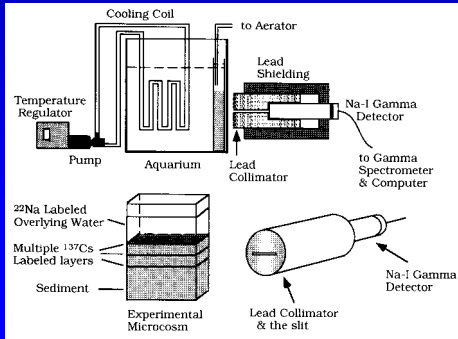 Cooling Coil
to Aerator
Lead
Shielding
Temperature
Regulator
Na-I Gamma
Detector
Pump
Aquarium
Lead
Collimator
to Gamma
Spectrometer
& Computer
²²Na Labeled
Overlying Water
Multiple ¹³⁷Cs
Labeled layers
Sediment
Experimental
Microcosm
Na-I Gamma
Detector
Lead Collimator
& the slit